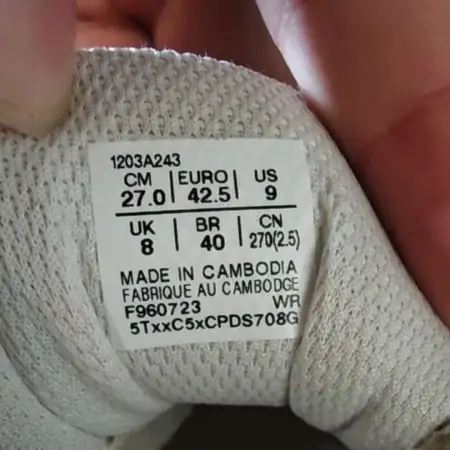 1203A243
CM | EURO | US
27.0 | 42.5 | 9
UK | BR | CN
8 | 40 | 270(2.5)
MADE IN CAMBODIA
FABRIQUE AU CAMBODGE
F960723 WR
5TxxC5xCPDS708G